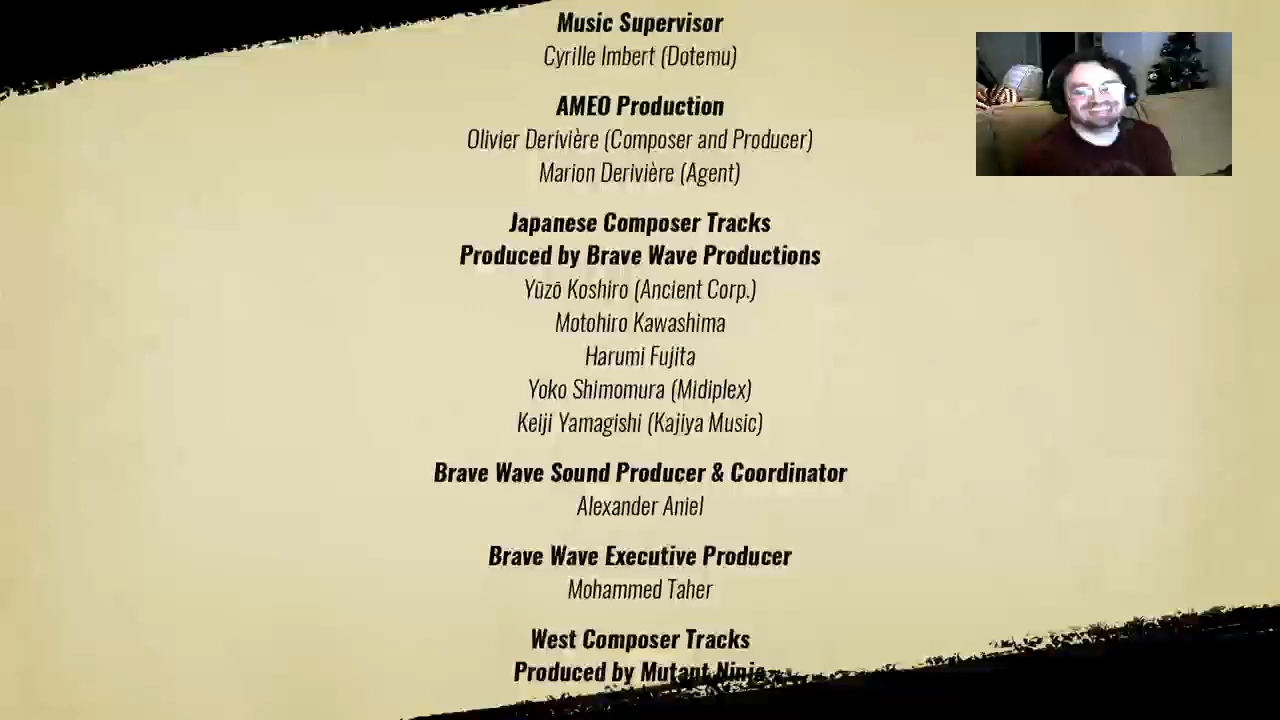 Music Supervisor
Cyrille Imbert (Dotemu)
AMEO Production
Olivier Derivière (Composer and Producer)
Marion Derivière (Agent)
Japanese Composer Tracks
Produced by Brave Wave Productions
Yūzō Koshiro (Ancient Corp.)
Motohiro Kawashima
Harumi Fujita
Yoko Shimomura (Midiplex)
Keiji Yamagishi (Kajiya Music)
Brave Wave Sound Producer & Coordinator
Alexander Aniel
Brave Wave Executive Producer
Mohammed Taher
West Composer Tracks
Produced by Mutant Ninja